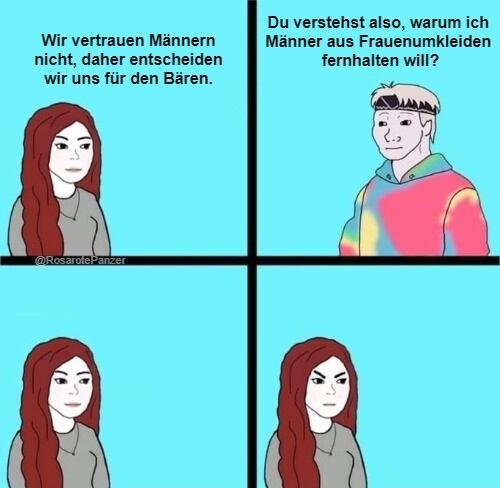 Wir vertrauen Männern
nicht, daher entscheiden
wir uns für den Bären.
Du verstehst also, warum ich
Männer aus Frauenumkleiden
fernhalten will?
@RosarotePanzer